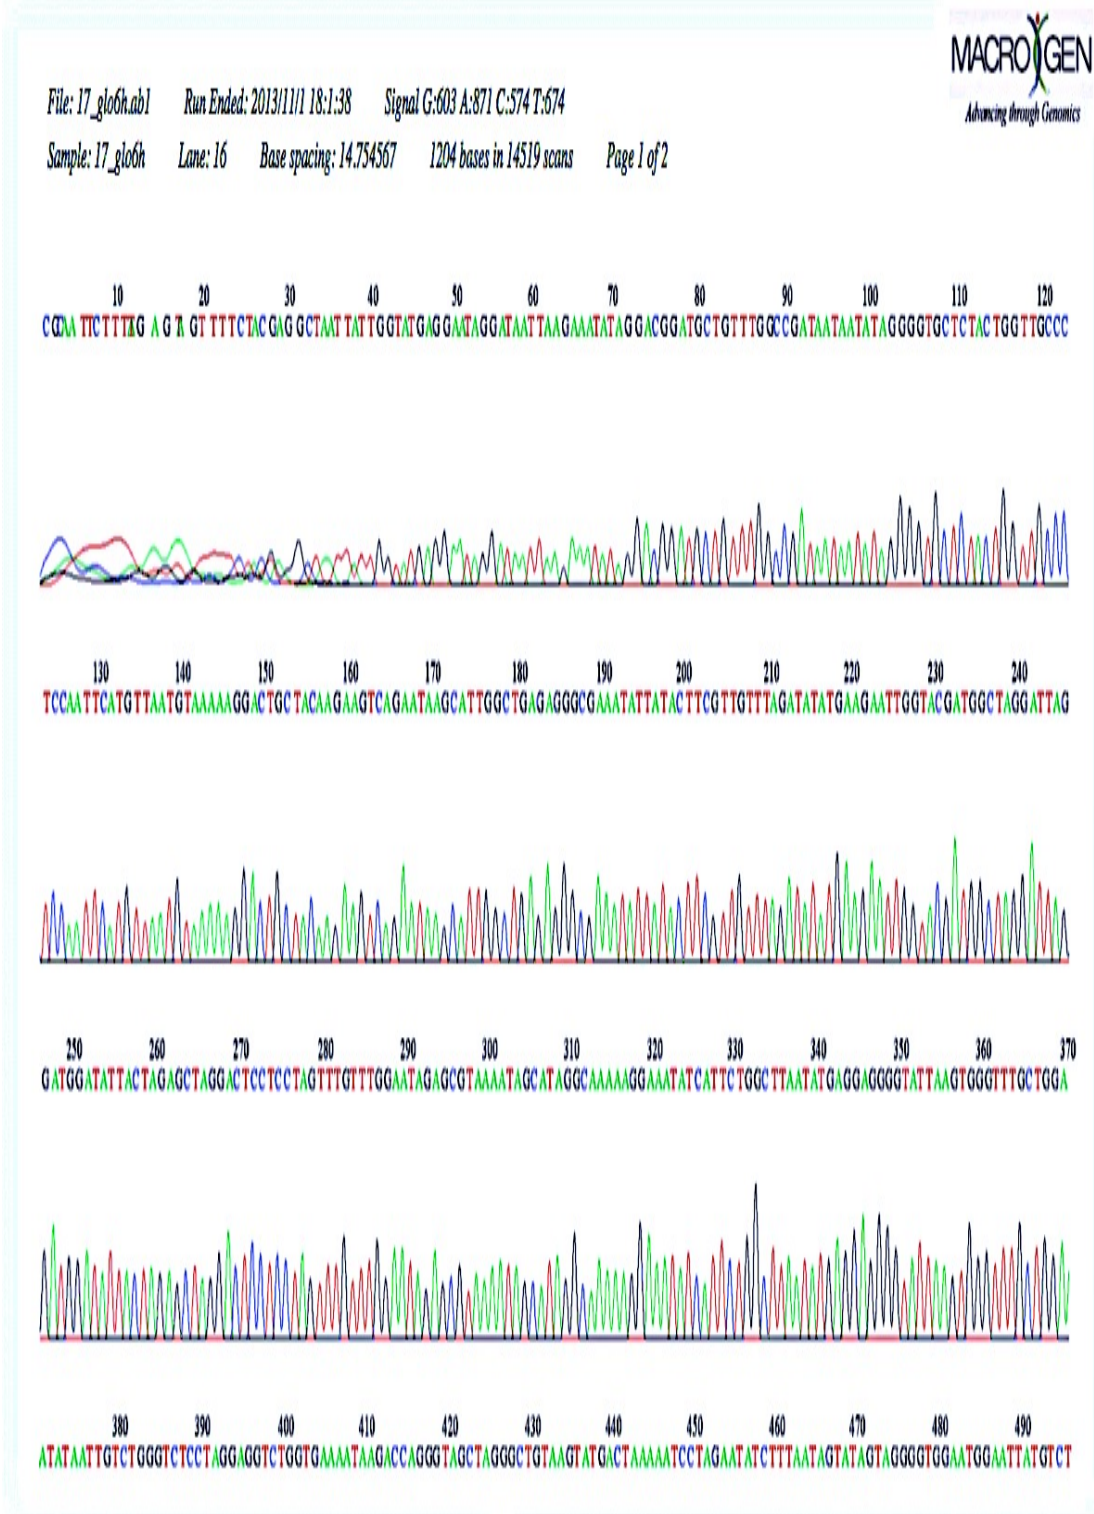 MACROGEN
Advancing through Genomics
File: 17_glo6h.ab1 Run Ended: 2013/11/1 18:1:38 Signal G:603 A:871 C:574 T:674
Sample: 17_glo6h Lane: 16 Base spacing: 14.754567 1204 bases in 14519 scans Page 1 of 2
10 20 30 40 50 60 70 80 90 100 110 120
GT TTTCTACGAGGCTAATTATTGGTATGAGGAATAGGATAATTAAGAAATATAGGACGGATGCTGTTTGGCCGATAATAATATAGGGGTGCTCTACTGGTTGCCC
130 140 150 160 170 180 190 200 210 220 230 240
TCCAATTCATGTTAATGTAAAAAGGACTGCTACAAGAAGTCAGAATAAGCATTGGCTGAGAGGGCGAAATATTATACTTCGTTGTTTAGATATATGAAGAATTGGTACGATGGCTAGGATTAG
250 260 270 280 290 300 310 320 330 340 350 360 370
GATGGATATTACTAGAGCTAGGACTCCTCCTAGTTTGTTTGGAATAGAGCGTAAAATAGCATAGGCAAAAAGGAAATATCATTCTGGCTTAATATGAGGAGGGGTATTAAGTGGGTTTGCTGGA
380 390 400 410 420 430 440 450 460 470 480 490
ATATAATTGTCTGGGTCTCCTAGGAGGTCTGGTGAAAATAAGACCAGGGTAGCTAGGGCTGTAAGTATGACTAAAAATCCTAGAATATCTTTAATAGTATAGTAGGGGTGGAATGGAATTATGTCT